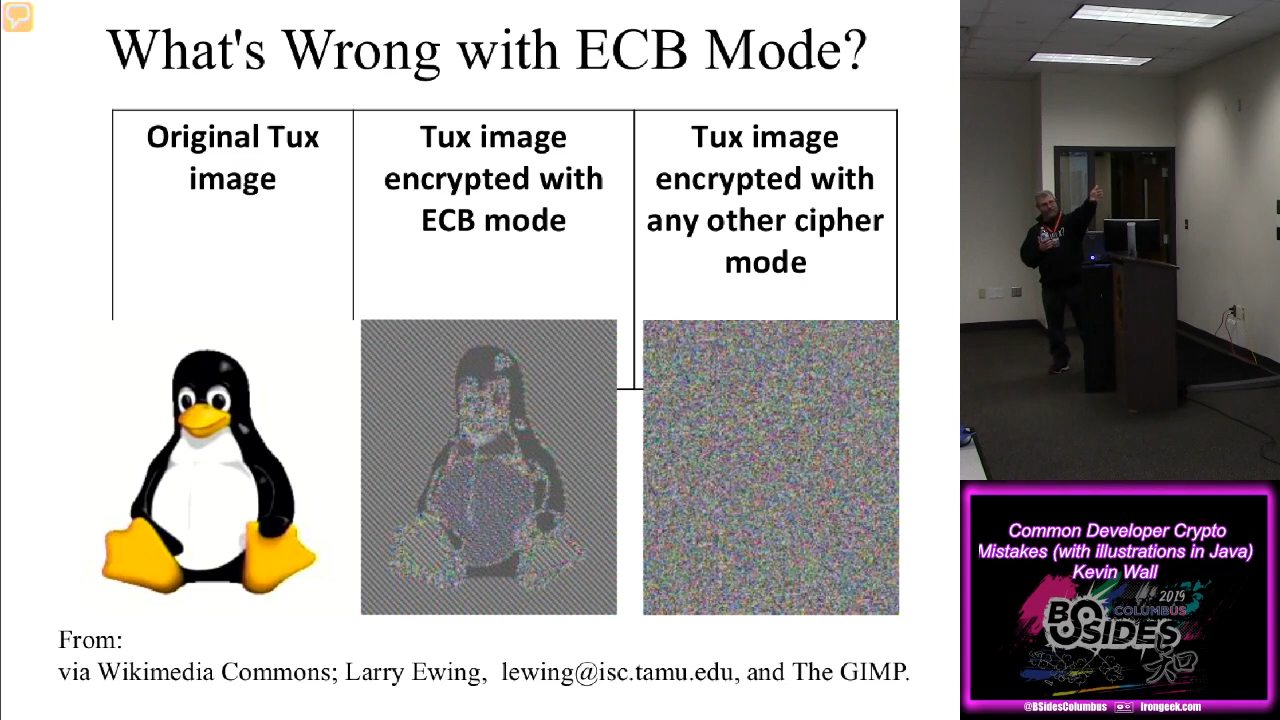 What's Wrong with ECB Mode?
Original Tux
image
Tux image
encrypted with
ECB mode
Tux image
encrypted with
any other cipher
mode
From:
via Wikimedia Commons; Larry Ewing, lewing@isc.tamu.edu, and The GIMP.
Common Developer Crypto
Mistakes (with illustrations in Java)
Kevin Wall
2019
COLUMBUS
BSIDES
@BSidesColumbus Irongeek.com